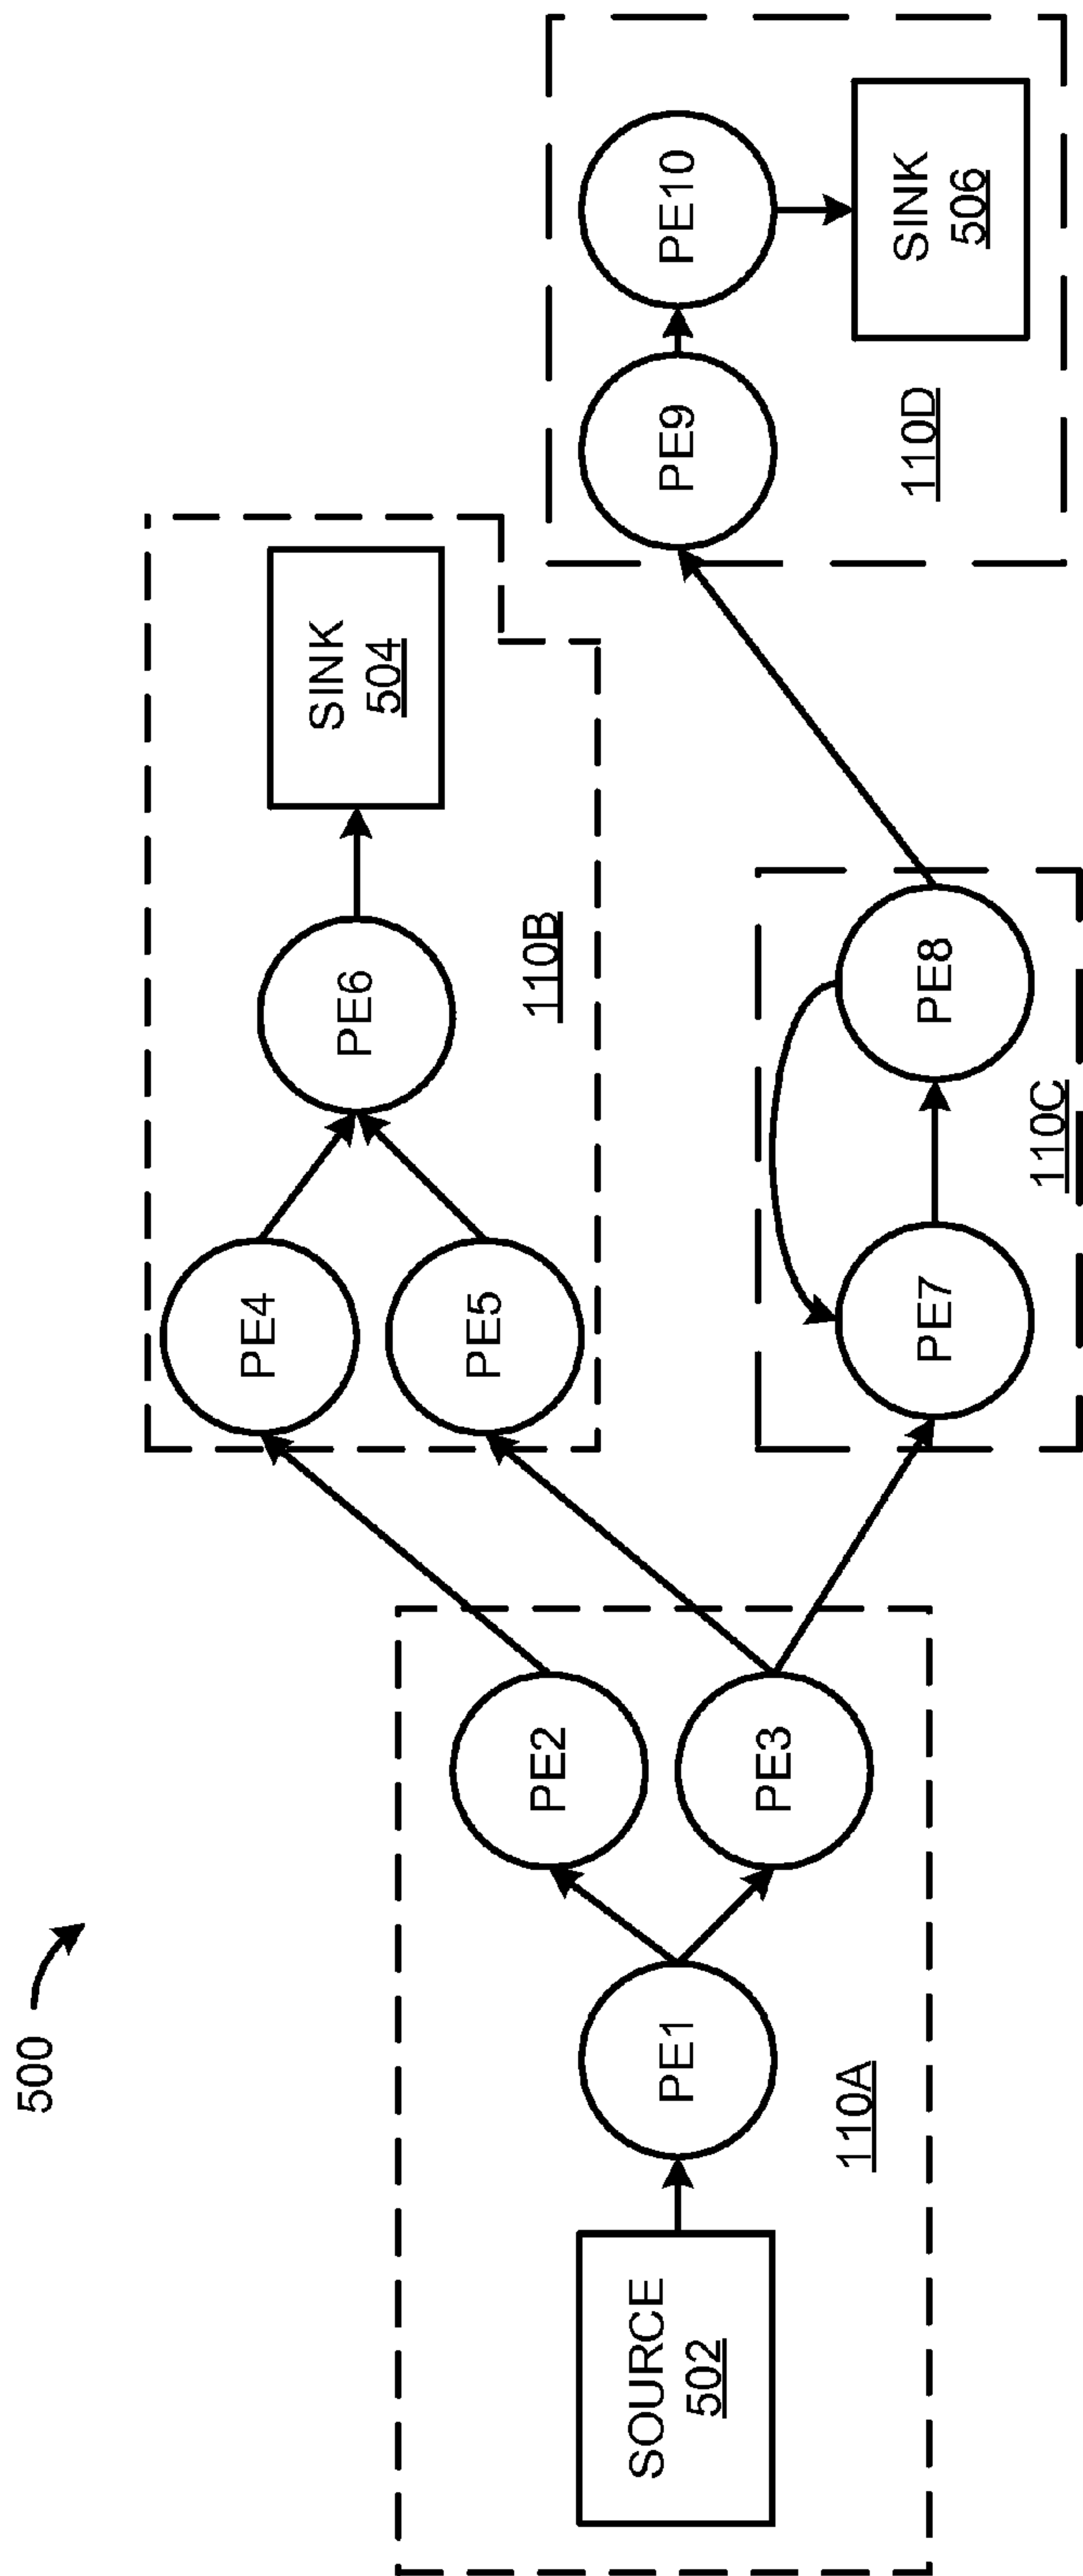 500
SOURCE
502
PE1
110A
PE2
PE3
PE4
PE5
PE6
SINK
504
110B
PE7
PE8
110C
PE9
PE10
SINK
506
110D